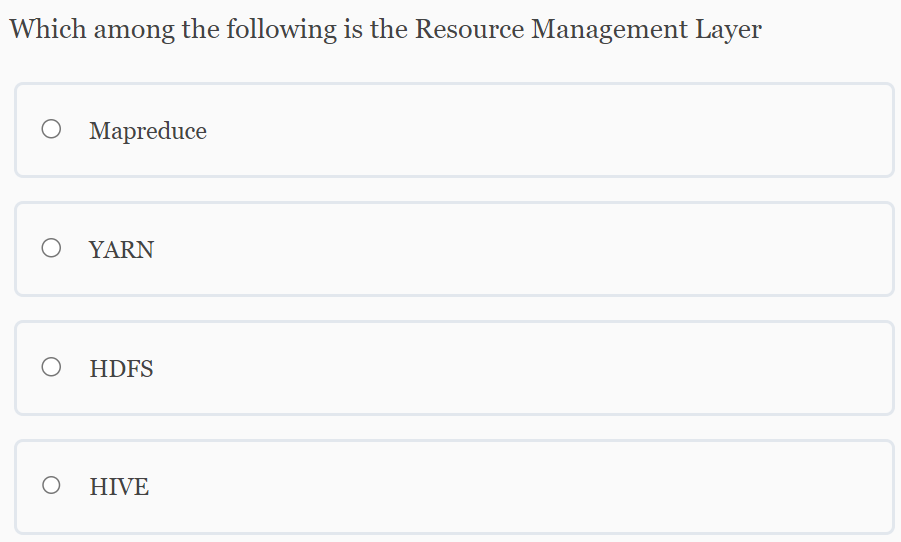 Which among the following is the Resource Management Layer
Mapreduce
YARN
HDFS
HIVE